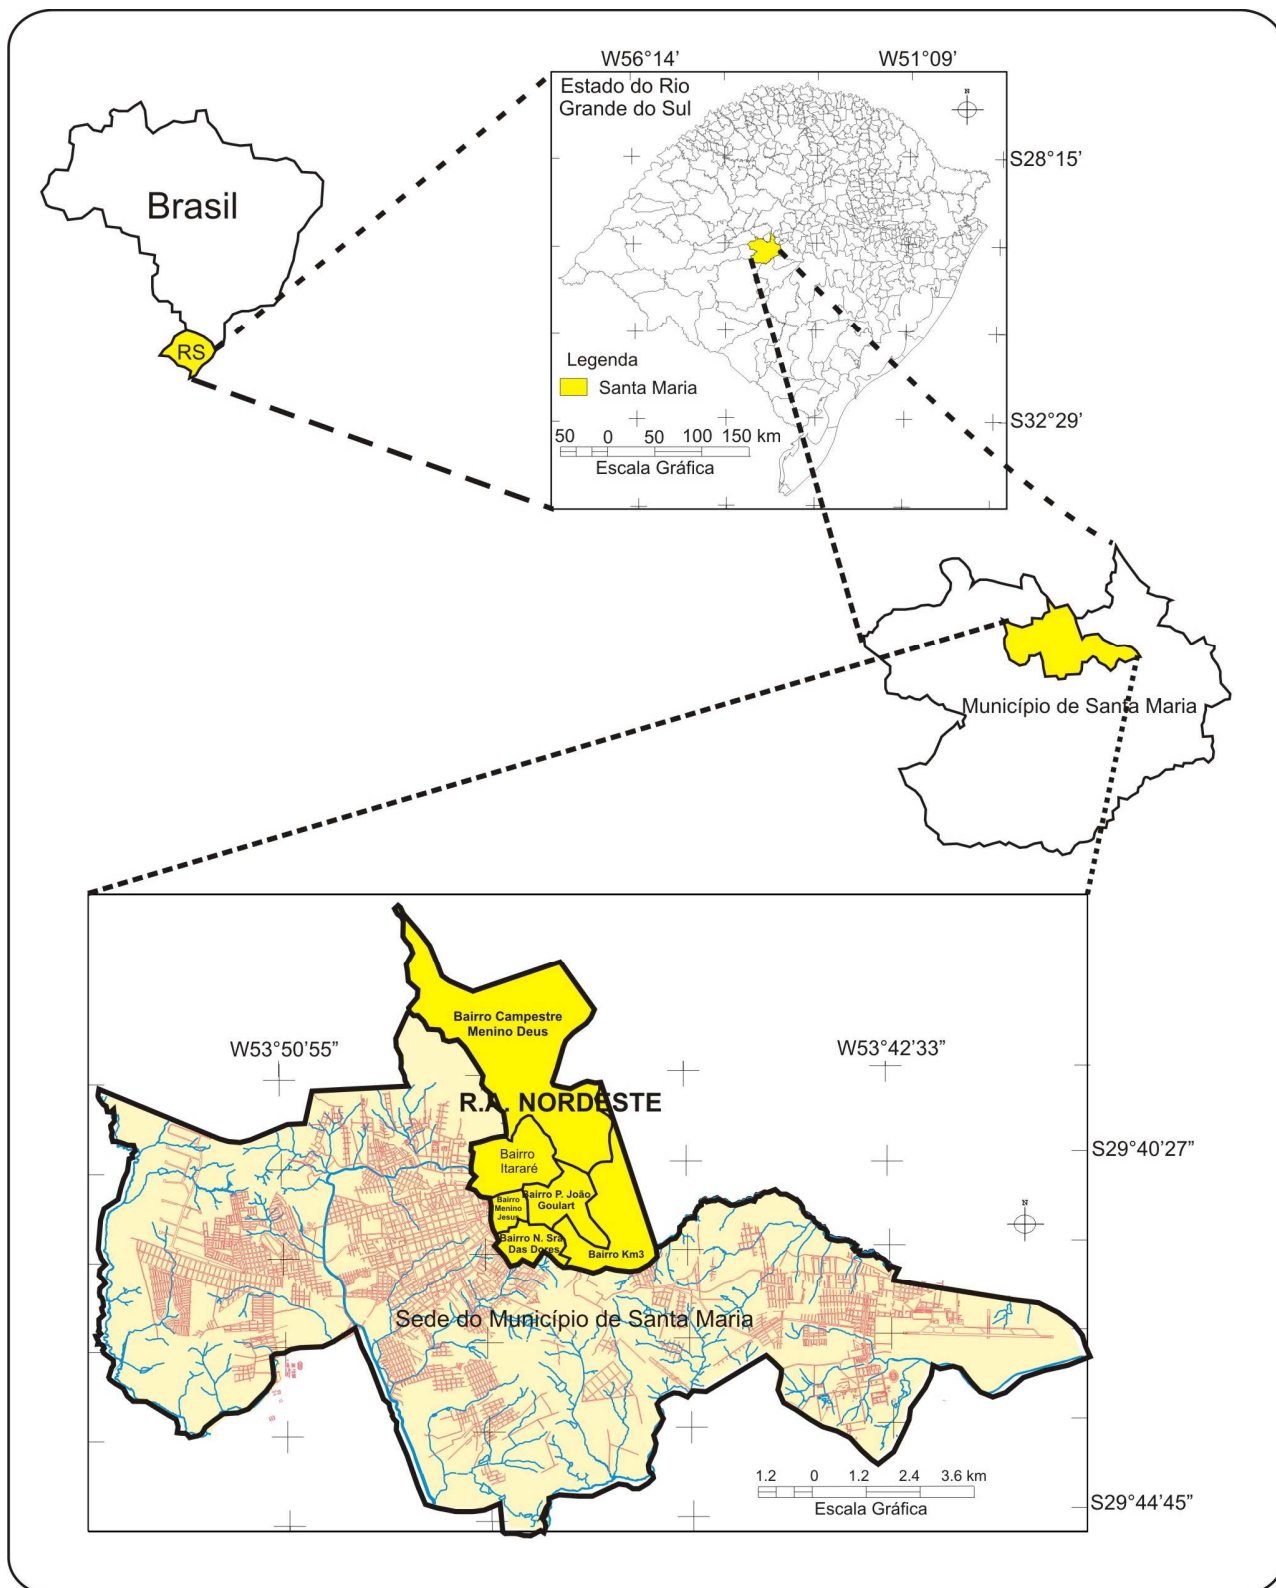 W56°14’ W51°09’
Estado do Rio
Grande do Sul
N
S28°15’
Brasil
RS
Legenda
Santa Maria
S32°29’
50 0 50 100 150 km
Escala Gráfica
Município de Santa Maria
Bairro Campestre
Menino Deus
W53°50’55” W53°42’33”
R.A. NORDESTE
Bairro
Itararé
S29°40’27”
Bairro P. João
Goulart
Bairro
Menino
Jesus
N
Bairro N. Sra
Das Dores
Bairro Km3
Sede do Município de Santa Maria
1.2 0 1.2 2.4 3.6 km
Escala Gráfica
S29°44’45”